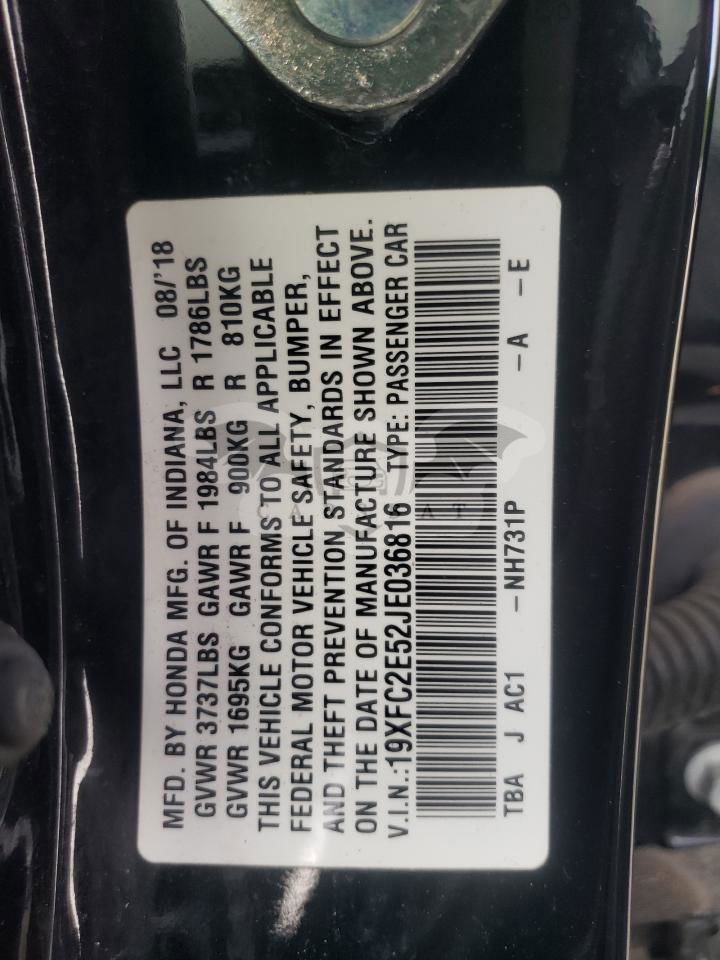 MFD. BY HONDA MFG. OF INDIANA, LLC 08/'18
GVWR 3737LBS GAWR F 1984LBS R 1786LBS
GVWR 1695KG GAWR F 900KG R 810KG
THIS VEHICLE CONFORMS TO ALL APPLICABLE
FEDERAL MOTOR VEHICLE SAFETY, BUMPER,
AND THEFT PREVENTION STANDARDS IN EFFECT
ON THE DATE OF MANUFACTURE SHOWN ABOVE.
V.I.N.:19XFC2E52JE036816 TYPE: PASSENGER CAR
TBA J AC1 -NH731P -A -E